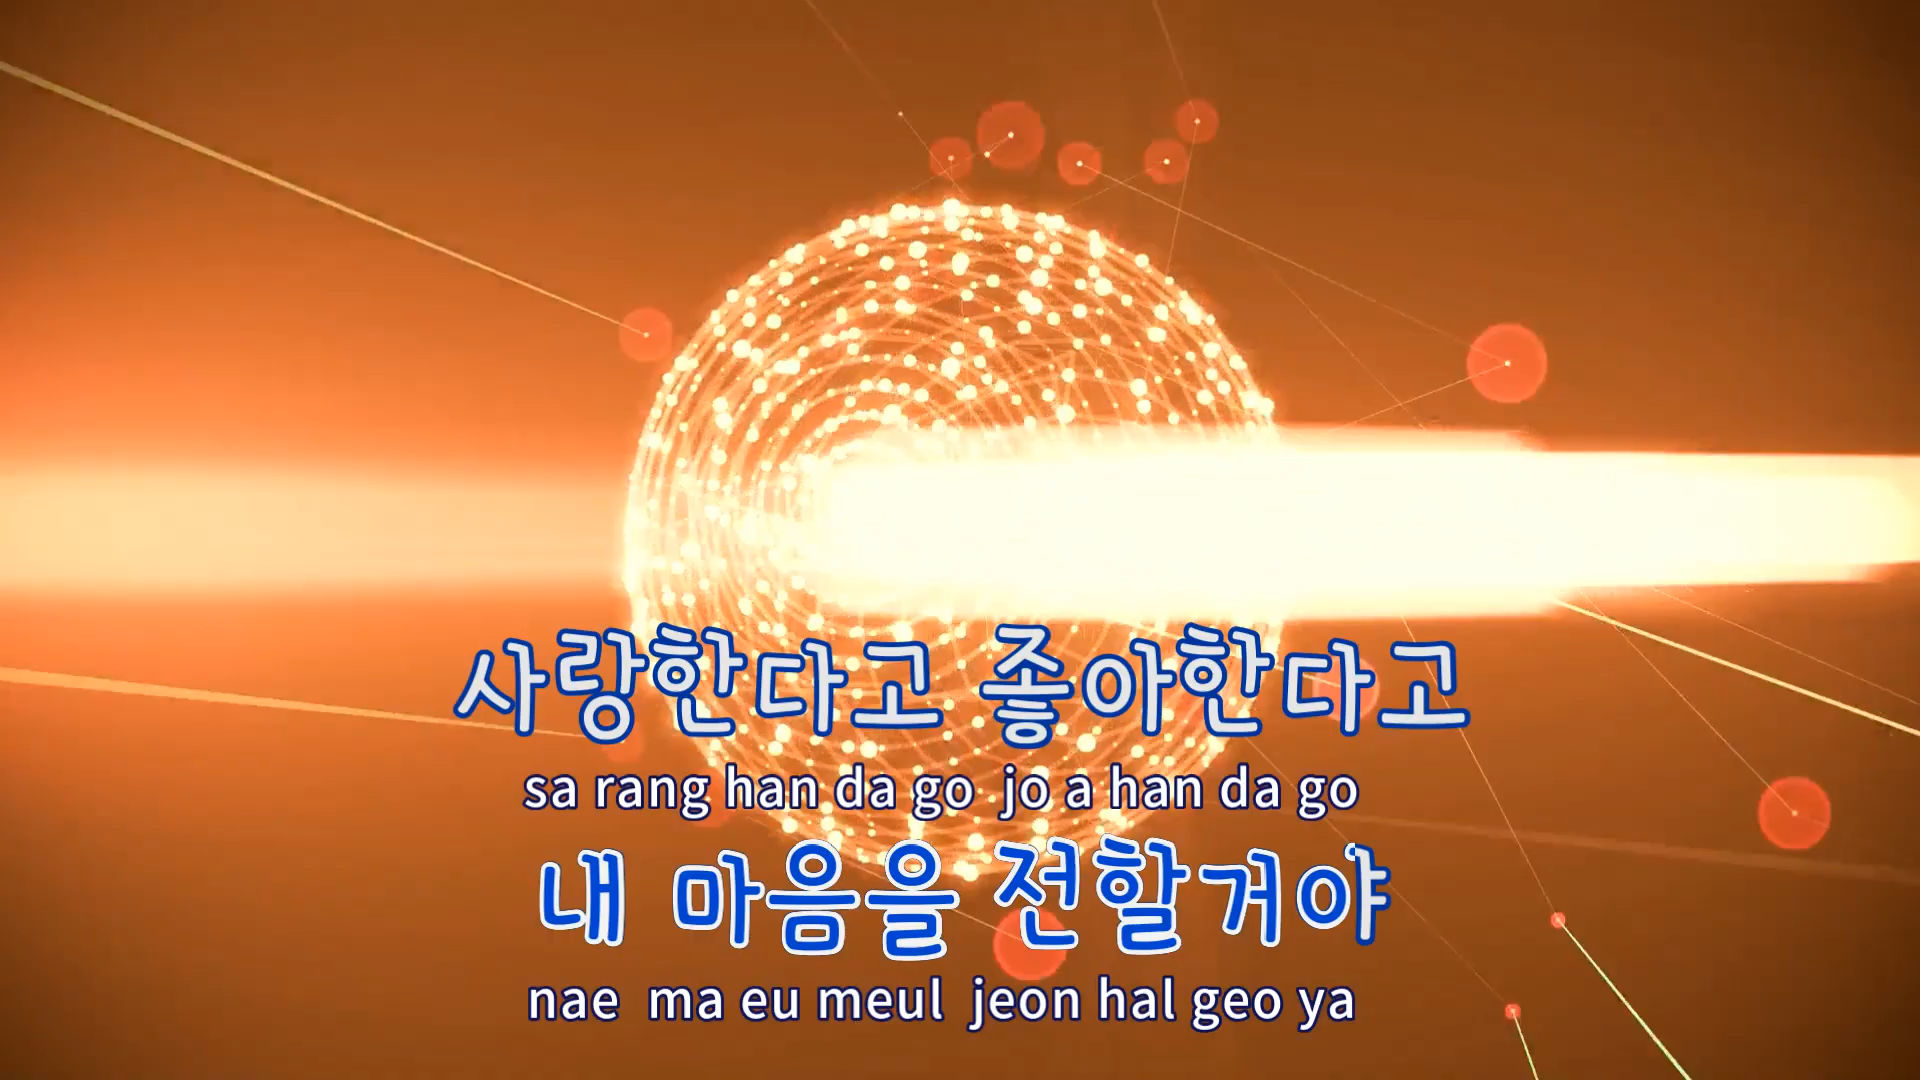 사랑한다고 좋아한다고
sa rang han da go jo a han da go
내 마음을 전할거야
nae ma eu meul jeon hal geo ya